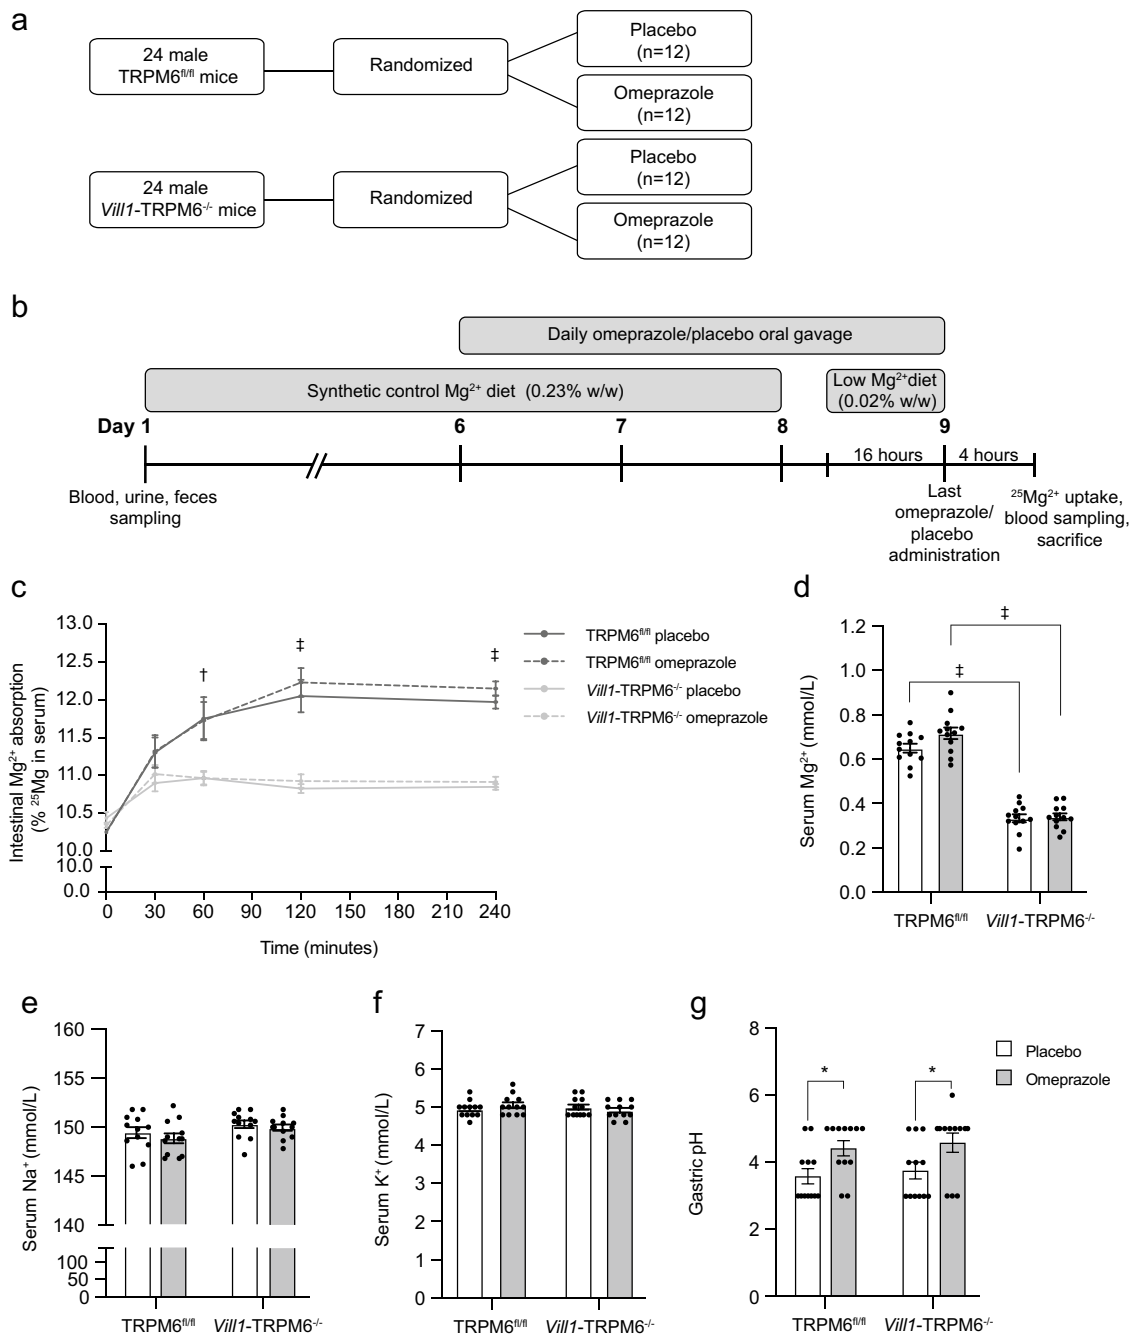 a
24 male
TRPM6fl/fl mice
Randomized
Placebo
(n=12)
Omeprazole
(n=12)
24 male
Vill1-TRPM6-/- mice
Randomized
Placebo
(n=12)
Omeprazole
(n=12)
b
Daily omeprazole/placebo oral gavage
Synthetic control Mg2+ diet (0.23% w/w)
Low Mg2+diet
(0.02% w/w)
Day 1
6
7
8
9
16 hours
4 hours
Blood, urine, feces
sampling
Last
omeprazole/
placebo
administration
25Mg2+ uptake,
blood sampling,
sacrifice
c
Intestinal Mg2+ absorption
(% 25Mg in serum)
13.0
12.5
12.0
11.5
11.0
10.5
10.0
10.0
0.0
†
‡
‡
0
30
60
90
120
180
210
240
Time (minutes)
TRPM6fl/fl placebo
TRPM6fl/fl omeprazole
Vill1-TRPM6-/- placebo
Vill1-TRPM6-/- omeprazole
d
Serum Mg2+ (mmol/L)
1.2
1.0
0.8
0.6
0.4
0.2
0.0
‡
‡
TRPM6fl/fl
Vill1-TRPM6-/-
e
Serum Na+ (mmol/L)
160
155
150
145
140
100
50
0
TRPM6fl/fl
Vill1-TRPM6-/-
f
Serum K+ (mmol/L)
7
6
5
4
3
2
1
0
TRPM6fl/fl
Vill1-TRPM6-/-
g
Gastric pH
8
6
4
2
0
*
*
TRPM6fl/fl
Vill1-TRPM6-/-
Placebo
Omeprazole